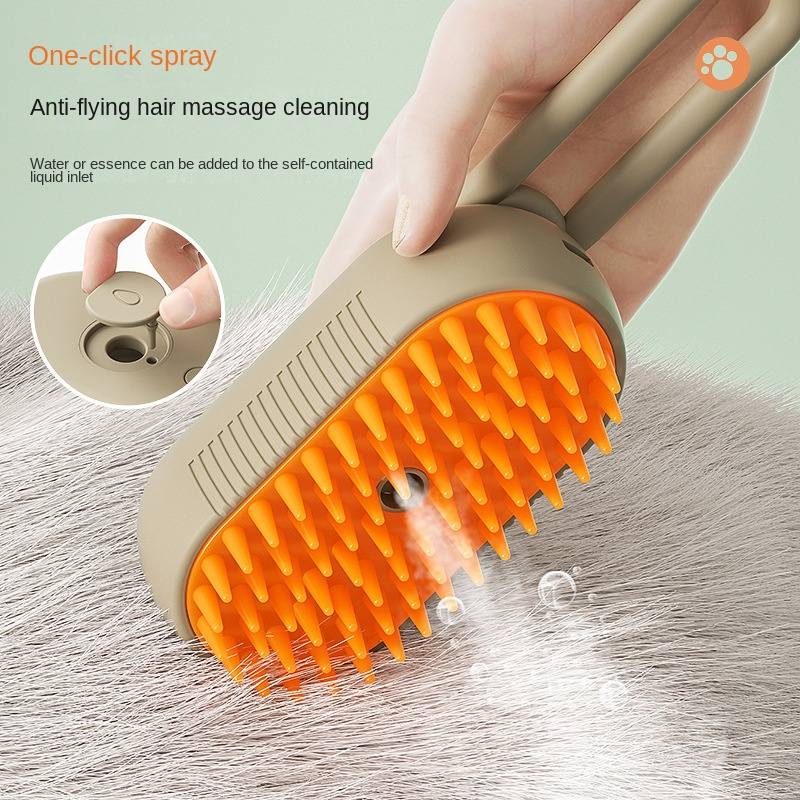 One-click spray
Anti-flying hair massage cleaning
Water or essence can be added to the self-contained
liquid inlet